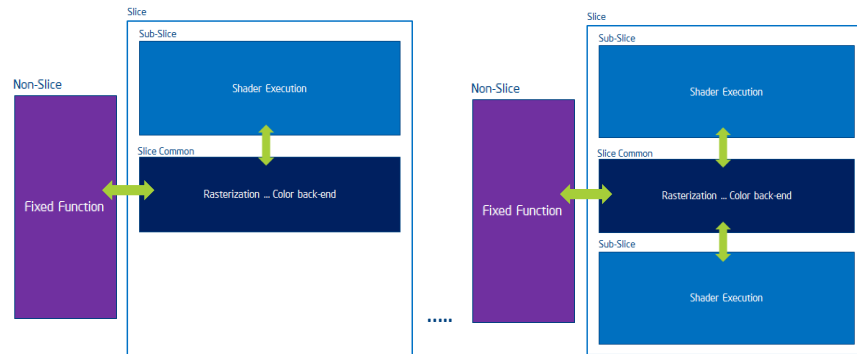 Slice
Sub-Slice
Shader Execution
Non-Slice
Slice Common
Rasterization ... Color back-end
Fixed Function
.....
Slice
Sub-Slice
Shader Execution
Non-Slice
Slice Common
Rasterization ... Color back-end
Fixed Function
Sub-Slice
Shader Execution